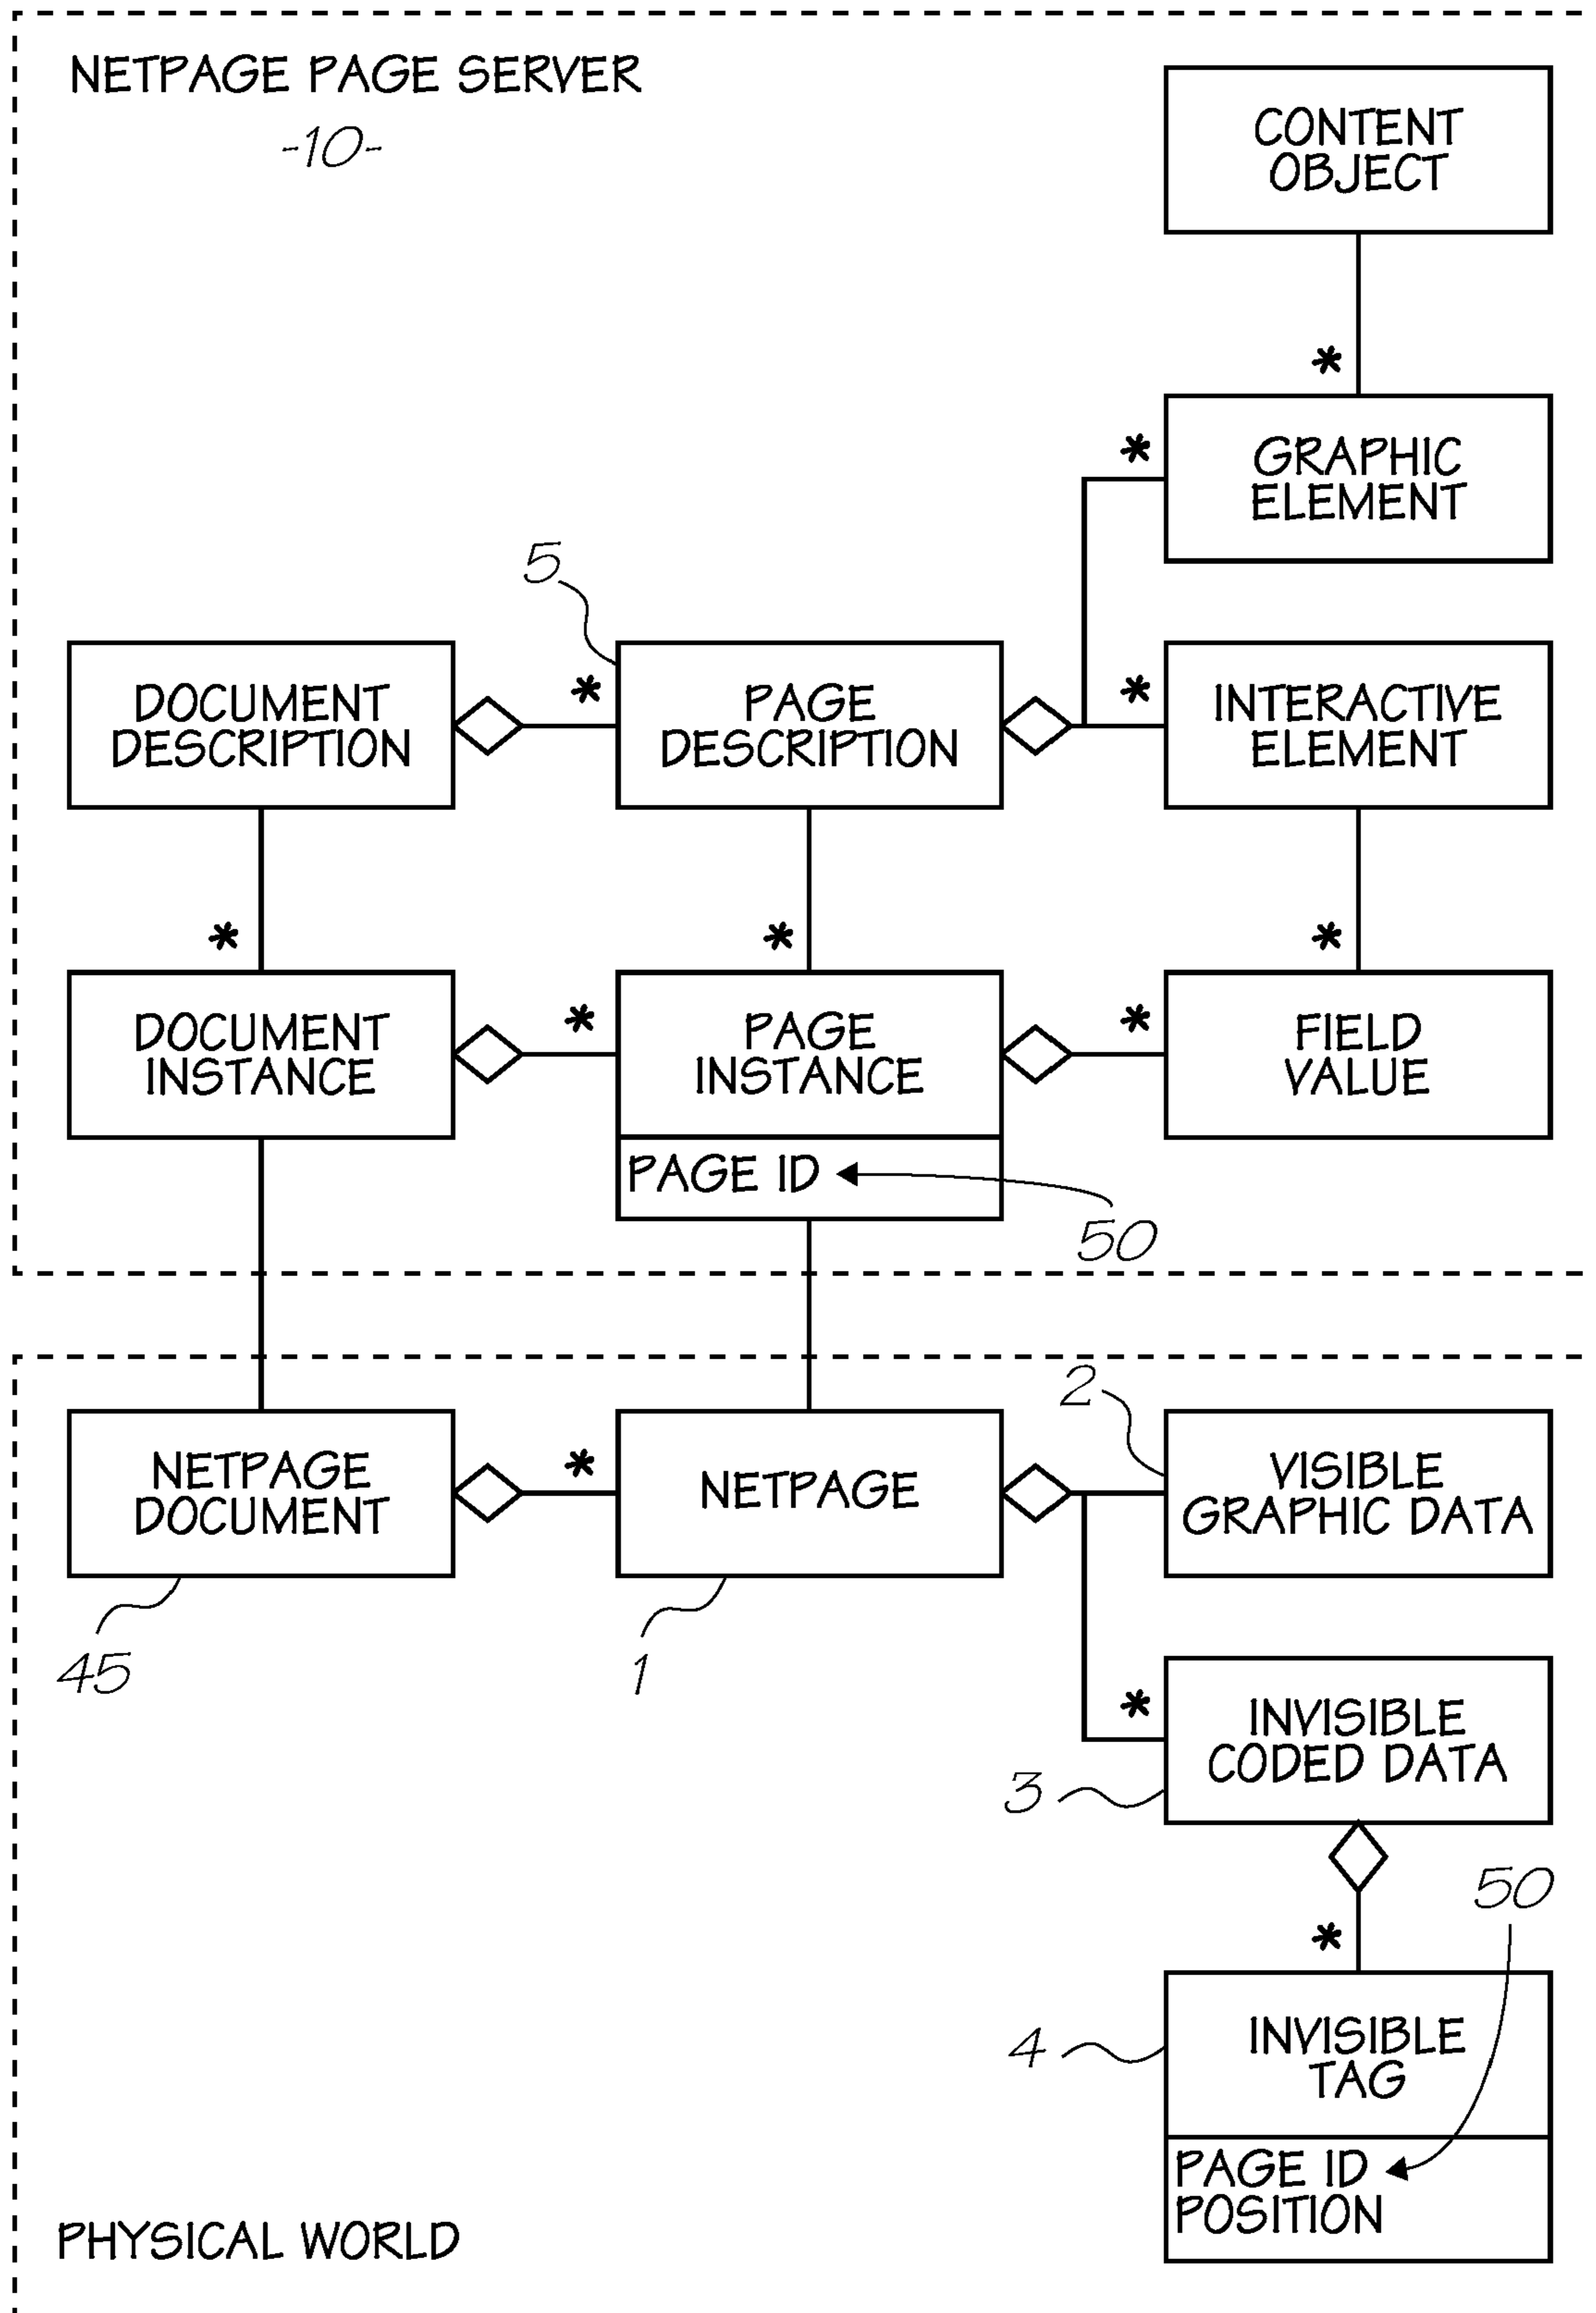 NETPAGE PAGE SERVER
-10-
CONTENT
OBJECT
*
*
GRAPHIC
ELEMENT
5
DOCUMENT
DESCRIPTION
*
PAGE
DESCRIPTION
*
INTERACTIVE
ELEMENT
*
*
*
DOCUMENT
INSTANCE
*
PAGE
INSTANCE
*
FIELD
VALUE
PAGE ID
50
2
NETPAGE
DOCUMENT
*
NETPAGE
VISIBLE
GRAPHIC DATA
45
1
*
INVISIBLE
CODED DATA
3
50
*
4
INVISIBLE
TAG
PAGE ID
POSITION
PHYSICAL WORLD